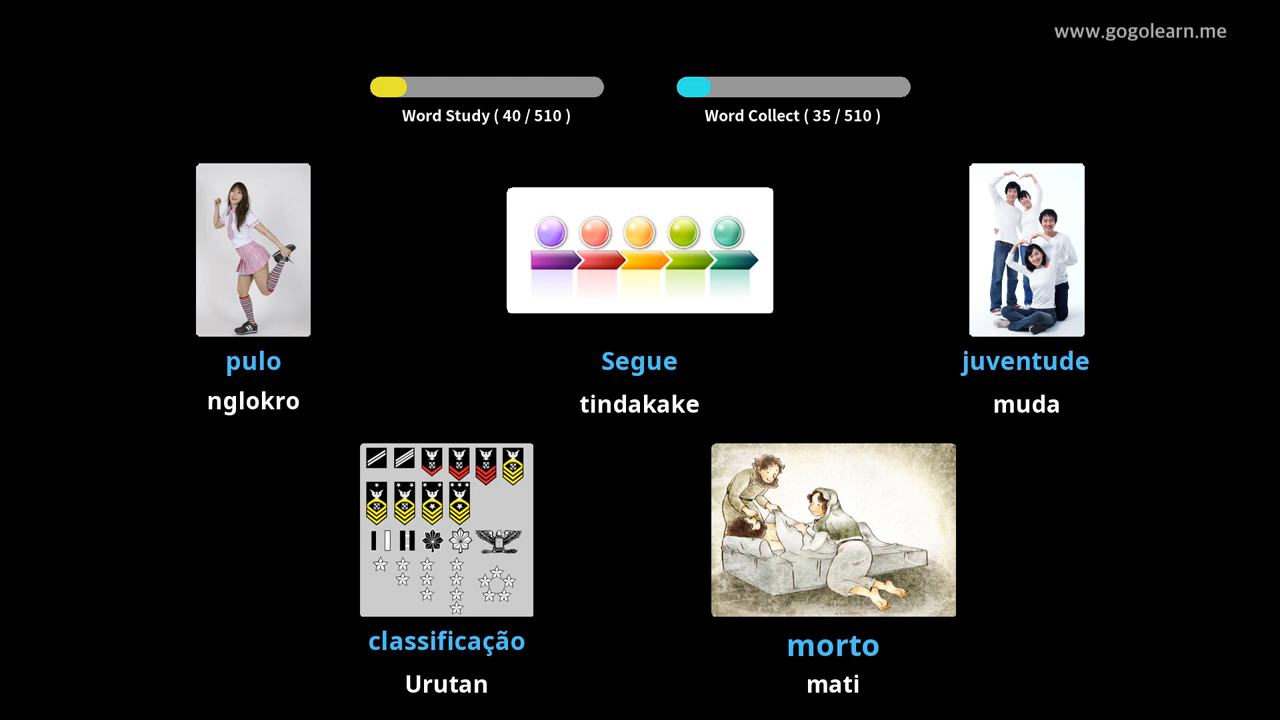 www.gogolearn.me
Word Study ( 40 / 510 )
Word Collect ( 35 / 510 )
pulo
nglokro
Segue
tindakake
juventude
muda
classificação
Urutan
morto
mati